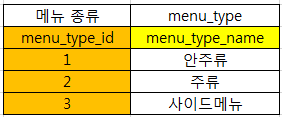 메뉴 종류 menu_type
menu_type_id menu_type_name
1 안주류
2 주류
3 사이드메뉴